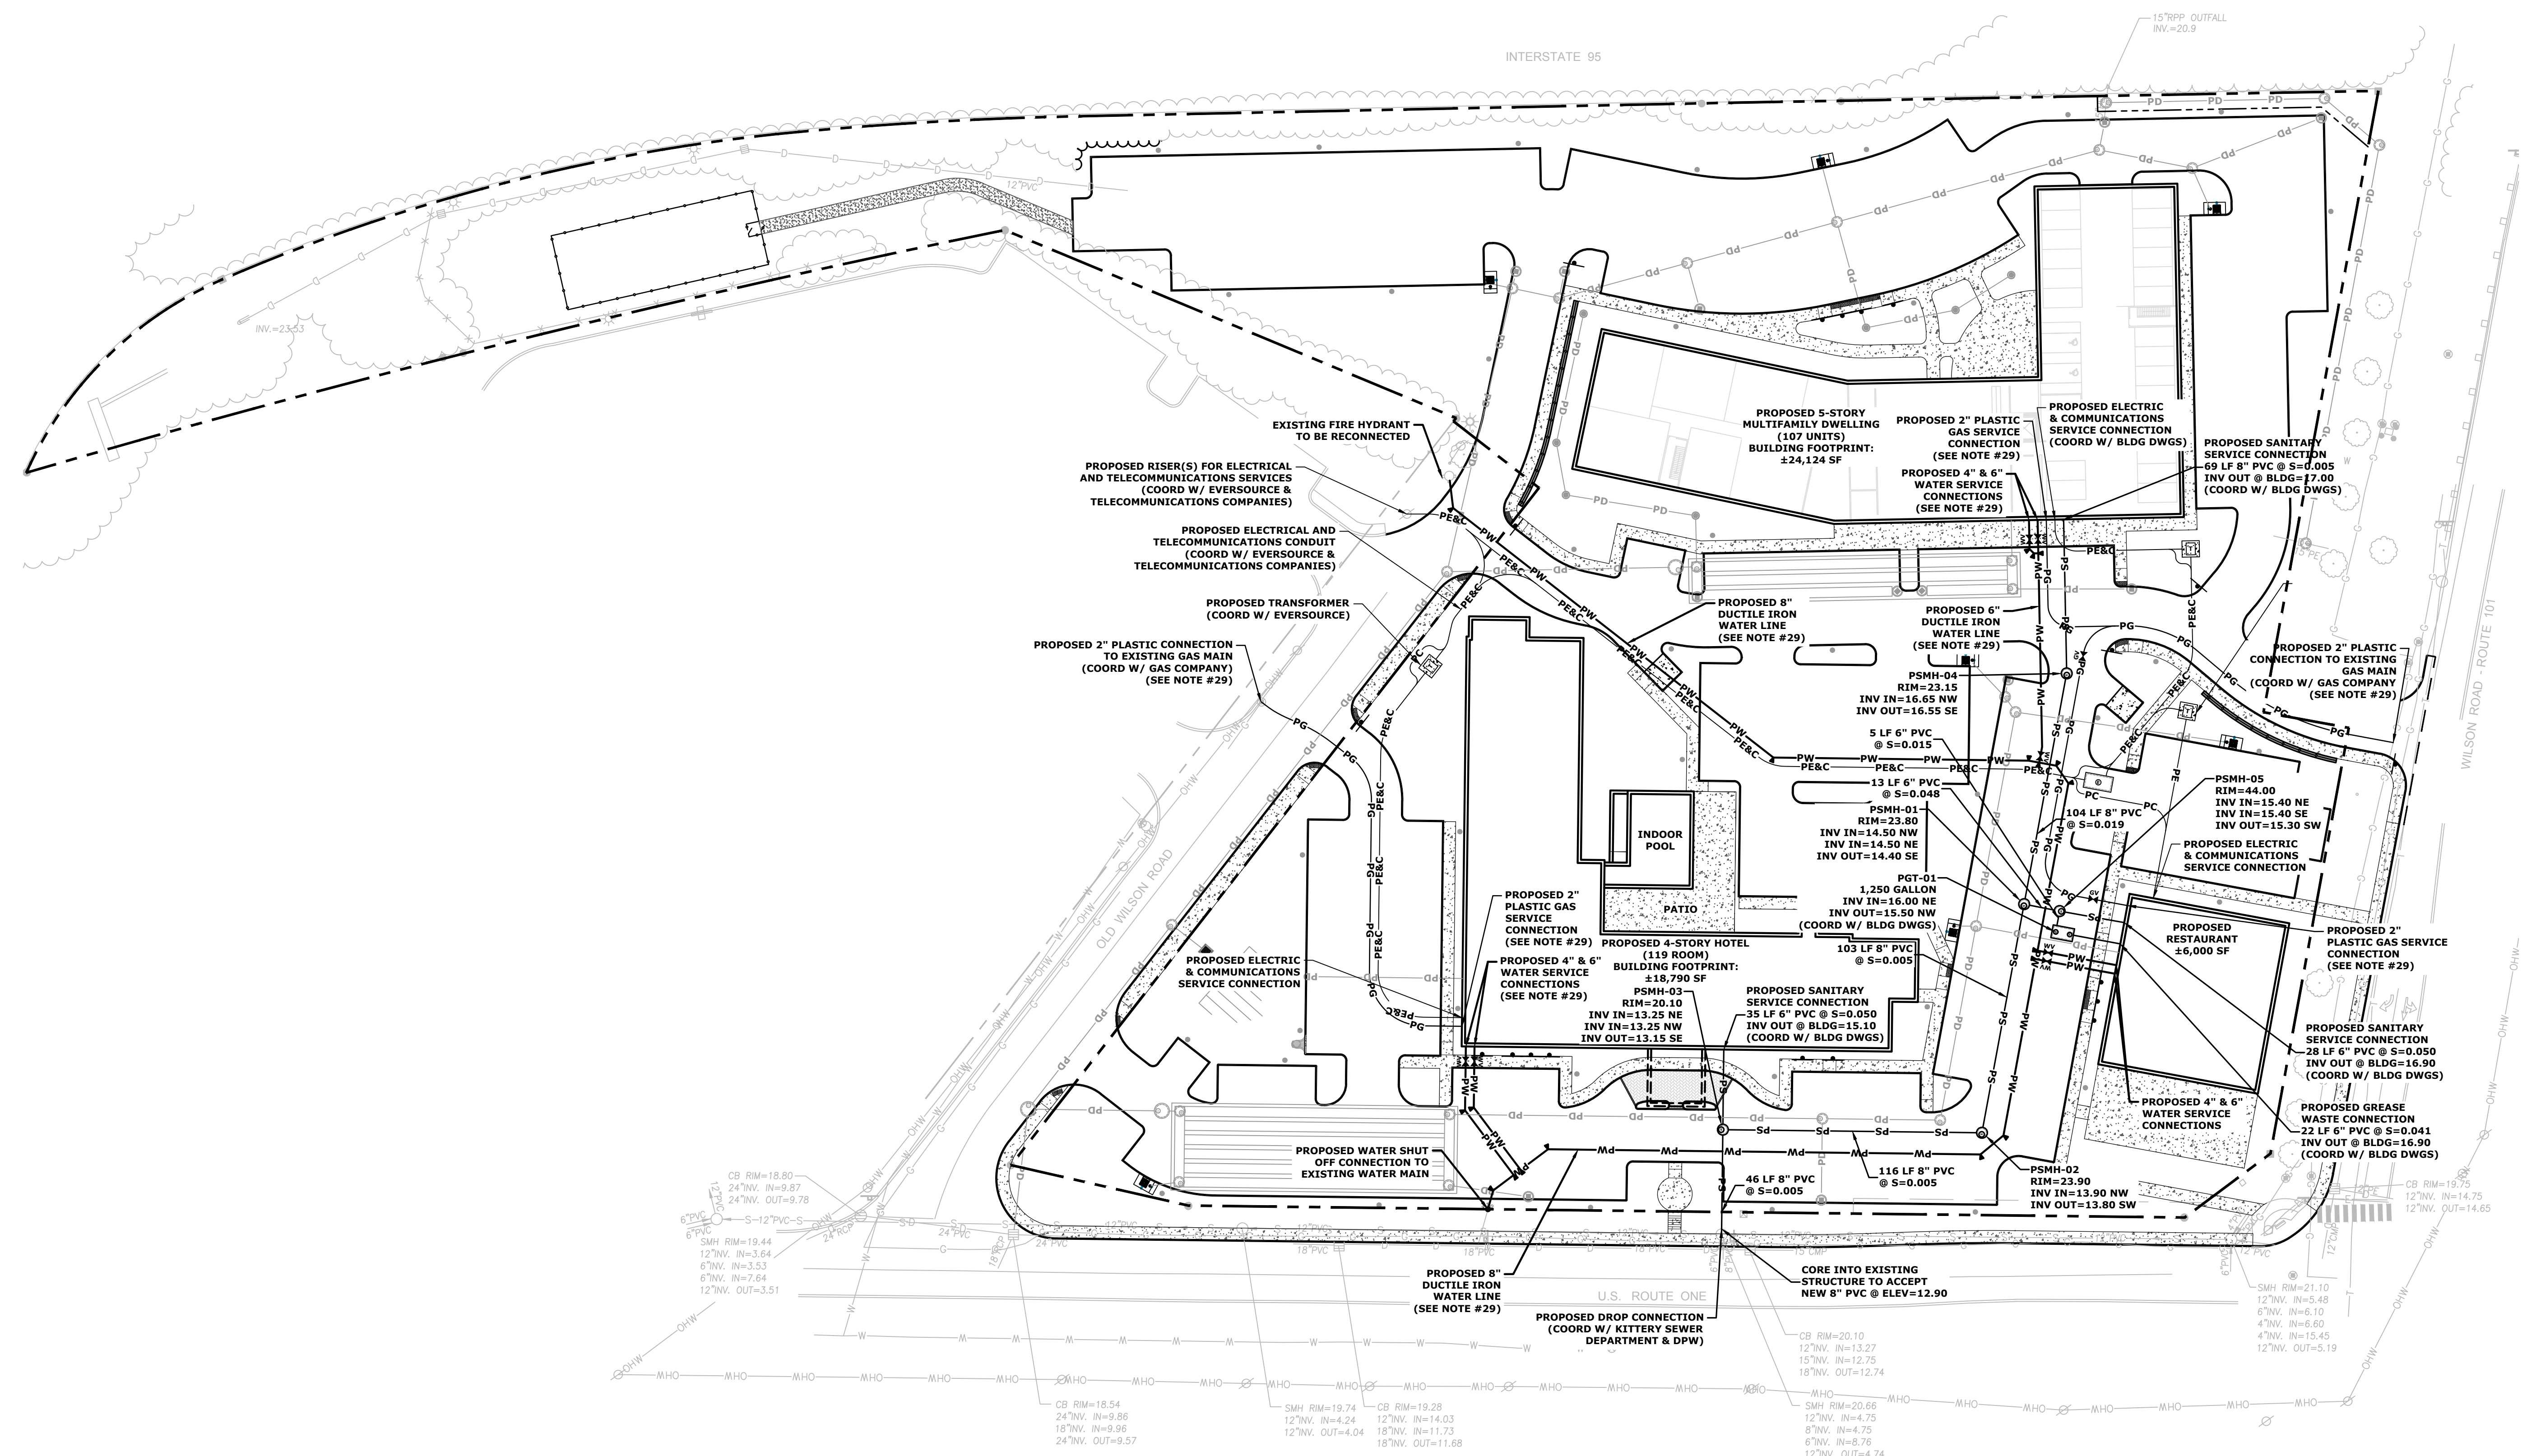 15"RPP OUTFALL
INV.=20.9
INTERSTATE 95
12"PVC
INV.=23.53
EXISTING FIRE HYDRANT
TO BE RECONNECTED
PROPOSED RISER(S) FOR ELECTRICAL
AND TELECOMMUNICATIONS SERVICES
(COORD W/ EVERSOURCE &
TELECOMMUNICATIONS COMPANIES)
PROPOSED ELECTRICAL AND
TELECOMMUNICATIONS CONDUIT
(COORD W/ EVERSOURCE &
TELECOMMUNICATIONS COMPANIES)
PROPOSED TRANSFORMER
(COORD W/ EVERSOURCE)
PROPOSED 2" PLASTIC CONNECTION
TO EXISTING GAS MAIN
(COORD W/ GAS COMPANY)
(SEE NOTE #29)
PROPOSED 5-STORY
MULTIFAMILY DWELLING
(107 UNITS)
BUILDING FOOTPRINT:
±24,124 SF
PROPOSED 2" PLASTIC
GAS SERVICE
CONNECTION
(SEE NOTE #29)
PROPOSED 4" & 6"
WATER SERVICE
CONNECTIONS
(SEE NOTE #29)
PROPOSED ELECTRIC
& COMMUNICATIONS
SERVICE CONNECTION
(COORD W/ BLDG DWGS)
PROPOSED SANITARY
SERVICE CONNECTION
69 LF 8" PVC @ S=0.005
INV OUT @ BLDG=17.00
(COORD W/ BLDG DWGS)
PROPOSED 8"
DUCTILE IRON
WATER LINE
(SEE NOTE #29)
PROPOSED 6"
DUCTILE IRON
WATER LINE
(SEE NOTE #29)
PROPOSED 2" PLASTIC
CONNECTION TO EXISTING
GAS MAIN
(COORD W/ GAS COMPANY
(SEE NOTE #29)
WILSON ROAD - ROUTE 101
PSMH-04
RIM=23.15
INV IN=16.65 NW
INV OUT=16.55 SE
5 LF 6" PVC
@ S=0.015
13 LF 6" PVC
@ S=0.048
PSMH-01
RIM=23.80
INV IN=14.50 NW
INV IN=14.50 NE
INV OUT=14.40 SE
PSMH-05
RIM=44.00
INV IN=15.40 NE
INV IN=15.40 SE
INV OUT=15.30 SW
104 LF 8" PVC
@ S=0.019
PROPOSED ELECTRIC
& COMMUNICATIONS
SERVICE CONNECTION
INDOOR
POOL
PATIO
PGT-01
1,250 GALLON
INV IN=16.00 NE
INV OUT=15.50 NW
(COORD W/ BLDG DWGS)
103 LF 8" PVC
@ S=0.005
PROPOSED
RESTAURANT
±6,000 SF
PROPOSED 2"
PLASTIC GAS SERVICE
CONNECTION
(SEE NOTE #29)
OLD WILSON ROAD
PROPOSED ELECTRIC
& COMMUNICATIONS
SERVICE CONNECTION
PROPOSED 2"
PLASTIC GAS
SERVICE
CONNECTION
(SEE NOTE #29)
PROPOSED 4" & 6"
WATER SERVICE
CONNECTIONS
(SEE NOTE #29)
PROPOSED 4-STORY HOTEL
(119 ROOM)
BUILDING FOOTPRINT:
±18,790 SF
PSMH-03
RIM=20.10
INV IN=13.25 NE
INV IN=13.25 NW
INV OUT=13.15 SE
PROPOSED SANITARY
SERVICE CONNECTION
35 LF 6" PVC @ S=0.050
INV OUT @ BLDG=15.10
(COORD W/ BLDG DWGS)
PROPOSED SANITARY
SERVICE CONNECTION
28 LF 6" PVC @ S=0.050
INV OUT @ BLDG=16.90
(COORD W/ BLDG DWGS)
PROPOSED 4" & 6"
WATER SERVICE
CONNECTIONS
PROPOSED GREASE
WASTE CONNECTION
22 LF 6" PVC @ S=0.041
INV OUT @ BLDG=16.90
(COORD W/ BLDG DWGS)
PROPOSED WATER SHUT
OFF CONNECTION TO
EXISTING WATER MAIN
46 LF 8" PVC
@ S=0.005
116 LF 8" PVC
@ S=0.005
PSMH-02
RIM=23.90
INV IN=13.90 NW
INV OUT=13.80 SW
CB RIM=18.80
24"INV. IN=9.87
24"INV. OUT=9.78
SMH RIM=19.44
12"INV. IN=3.64
6"INV. IN=3.53
6"INV. IN=7.64
12"INV. OUT=3.51
CB RIM=19.75
12"INV. IN=14.75
12"INV. OUT=14.65
PROPOSED 8"
DUCTILE IRON
WATER LINE
(SEE NOTE #29)
U.S. ROUTE ONE
CORE INTO EXISTING
STRUCTURE TO ACCEPT
NEW 8" PVC @ ELEV=12.90
PROPOSED DROP CONNECTION
(COORD W/ KITTERY SEWER
DEPARTMENT & DPW)
SMH RIM=21.10
12"INV. IN=5.48
6"INV. IN=6.10
4"INV. IN=6.60
4"INV. IN=15.45
12"INV. OUT=5.19
CB RIM=20.10
12"INV. IN=13.27
15"INV. IN=12.75
18"INV. OUT=12.74
CB RIM=18.54
24"INV. IN=9.86
18"INV. IN=9.96
24"INV. OUT=9.57
SMH RIM=19.74
12"INV. IN=4.24
12"INV. OUT=4.04
CB RIM=19.28
12"INV. IN=14.03
18"INV. IN=11.73
18"INV. OUT=11.68
SMH RIM=20.66
12"INV. IN=4.75
8"INV. IN=4.75
6"INV. IN=8.76
12"INV. OUT=4.74